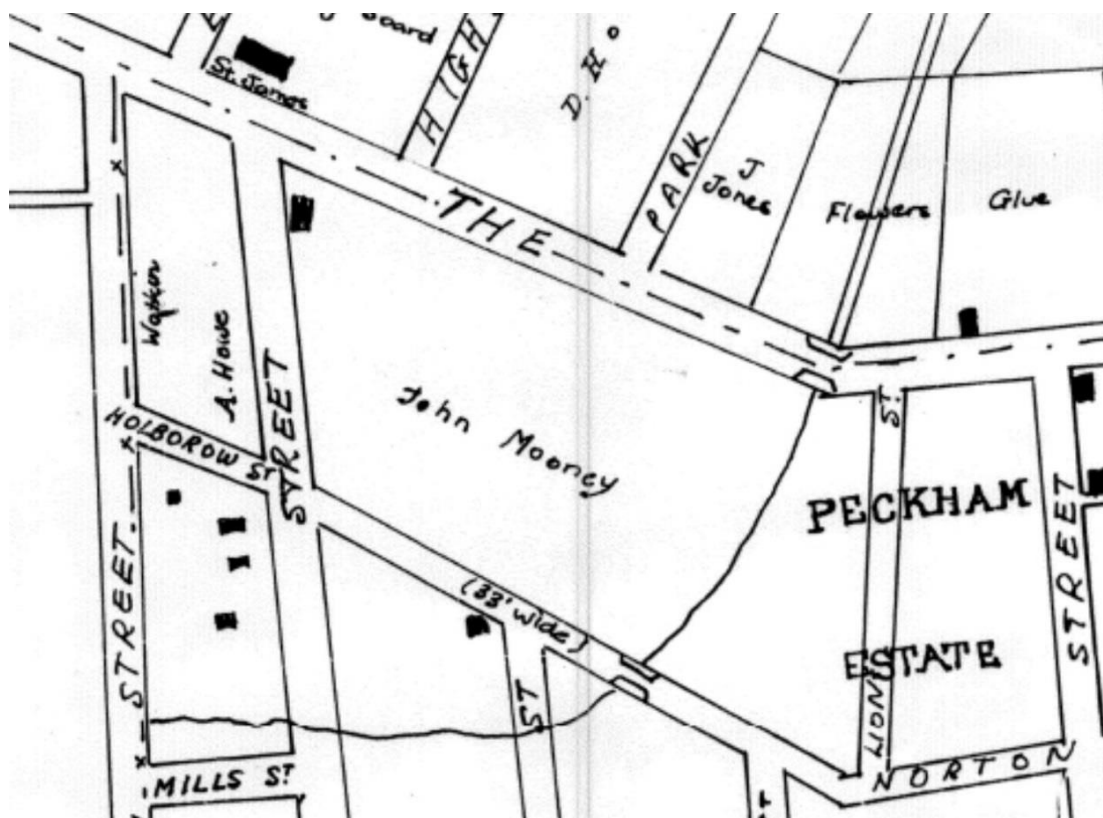 oard
HIGH
St. James
D. H.
PARK
J
Jones
Flowers
Glue
THE
Watkin
A. Howe
STREET
John Mooney
ST.
HOLBOROW ST
PECKHAM
STREET
STREET
(33' wide)
ESTATE
ST
LION
NORTON
MILLS ST